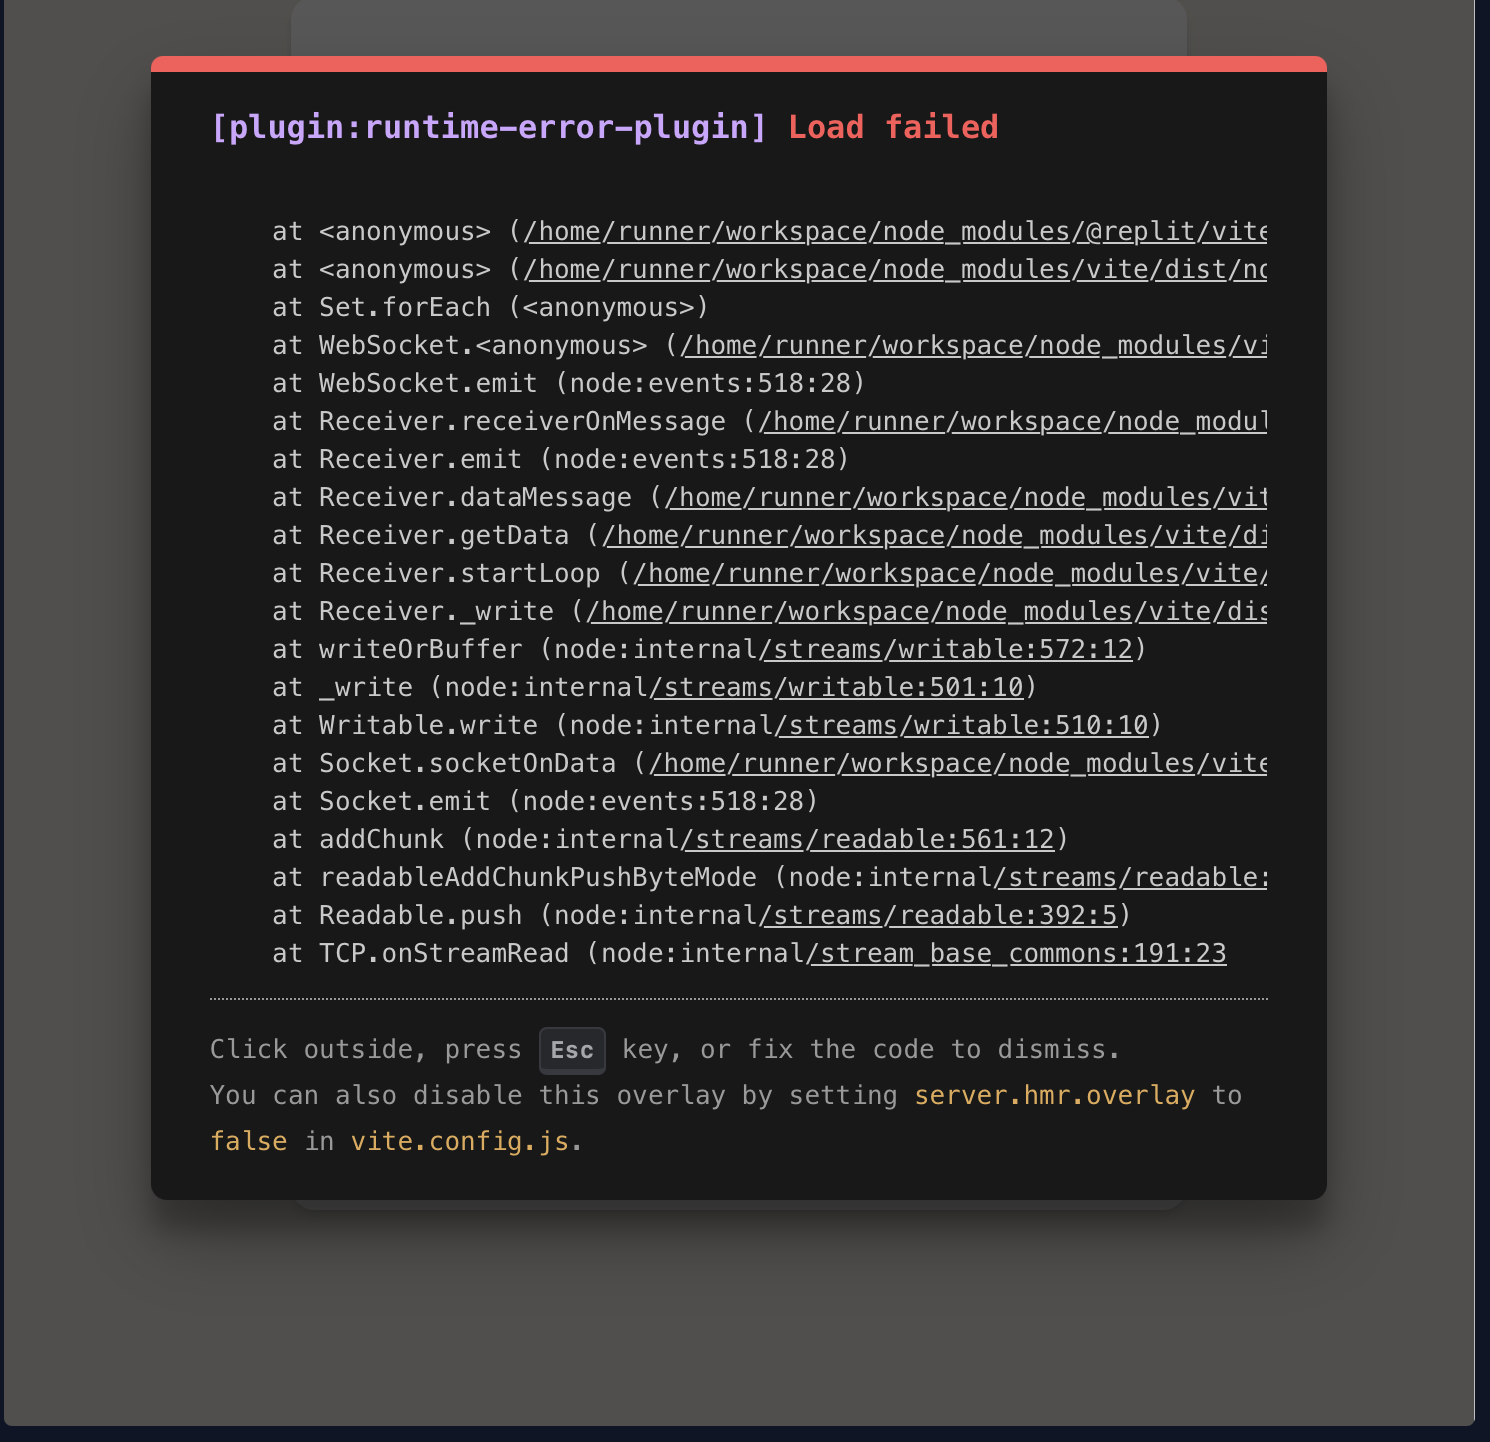 [plugin:runtime-error-plugin] Load failed
at <anonymous> (/home/runner/workspace/node_modules/@replit/vite
at <anonymous> (/home/runner/workspace/node_modules/vite/dist/no
at Set.forEach (<anonymous>)
at WebSocket.<anonymous> (/home/runner/workspace/node_modules/vi
at WebSocket.emit (node:events:518:28)
at Receiver.receiverOnMessage (/home/runner/workspace/node_modul
at Receiver.emit (node:events:518:28)
at Receiver.dataMessage (/home/runner/workspace/node_modules/vit
at Receiver.getData (/home/runner/workspace/node_modules/vite/di
at Receiver.startLoop (/home/runner/workspace/node_modules/vite/
at Receiver._write (/home/runner/workspace/node_modules/vite/dis
at writeOrBuffer (node:internal/streams/writable:572:12)
at _write (node:internal/streams/writable:501:10)
at Writable.write (node:internal/streams/writable:510:10)
at Socket.socketOnData (/home/runner/workspace/node_modules/vite
at Socket.emit (node:events:518:28)
at addChunk (node:internal/streams/readable:561:12)
at readableAddChunkPushByteMode (node:internal/streams/readable:
at Readable.push (node:internal/streams/readable:392:5)
at TCP.onStreamRead (node:internal/stream_base_commons:191:23
Click outside, press Esc key, or fix the code to dismiss.
You can also disable this overlay by setting server.hmr.overlay to
false in vite.config.js.